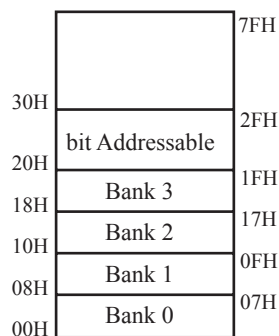 7FH
30H
2FH
bit Addressable
20H
1FH
Bank 3
18H
17H
Bank 2
10H
0FH
Bank 1
08H
07H
Bank 0
00H